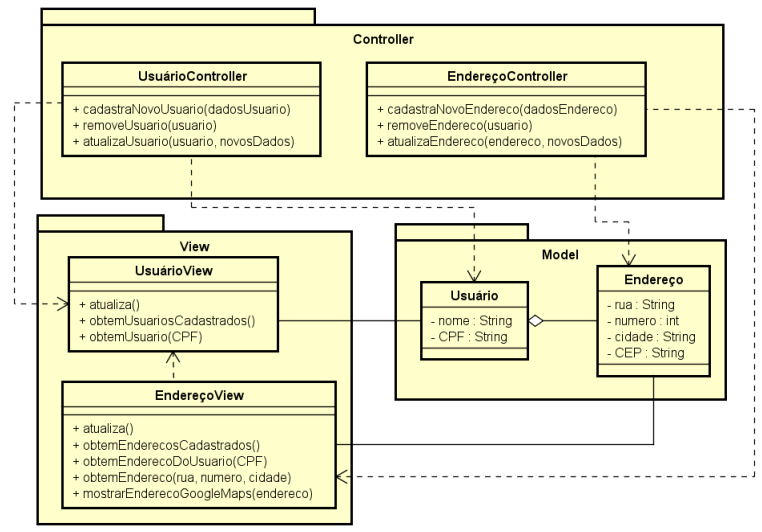 Controller
UsuárioController
+ cadastraNovoUsuario(dadosUsuario)
+ removeUsuario(usuario)
+ atualizaUsuario(usuario, novosDados)
EndereçoController
+ cadastraNovoEndereco(dadosEndereco)
+ removeEndereco(usuario)
+ atualizaEndereco(endereco, novosDados)
View
UsuárioView
+ atualiza()
+ obtemUsuariosCadastrados()
+ obtemUsuario(CPF)
EndereçoView
+ atualiza()
+ obtemEnderecosCadastrados()
+ obtemEnderecoDoUsuario(CPF)
+ obtemEndereco(rua, numero, cidade)
+ mostrarEnderecoGoogleMaps(endereco)
Model
Usuário
- nome : String
- CPF : String
Endereço
- rua : String
- numero : int
- cidade : String
- CEP : String